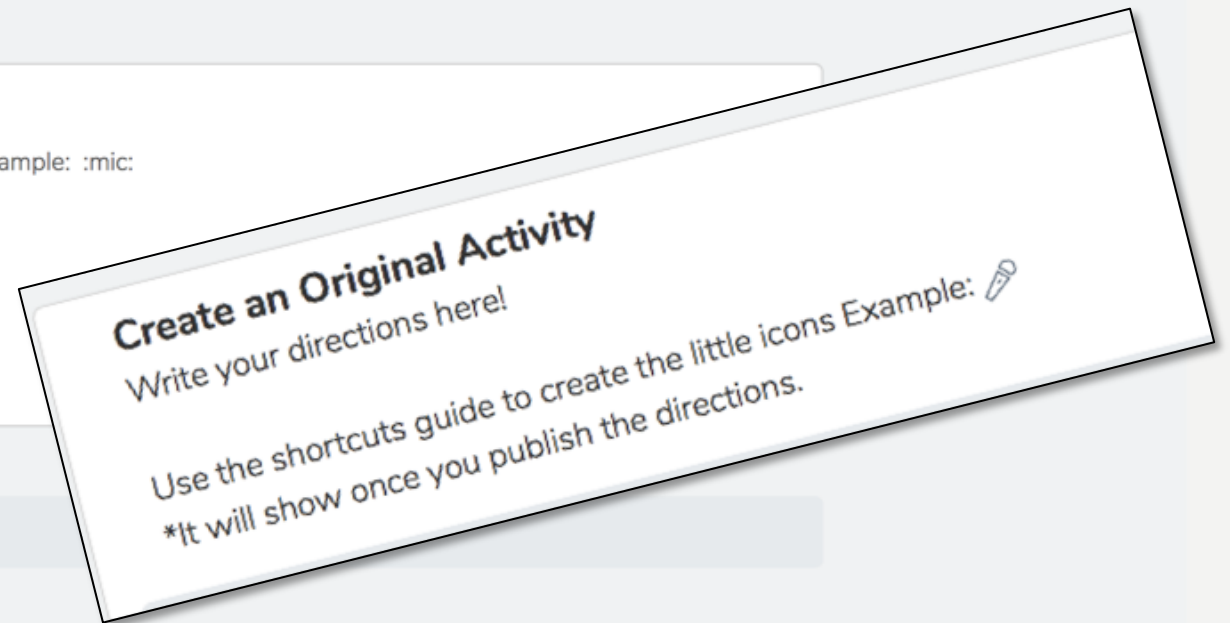 ample: :mic:
Create an Original Activity
Write your directions here!
Use the shortcuts guide to create the little icons Example:
*It will show once you publish the directions.